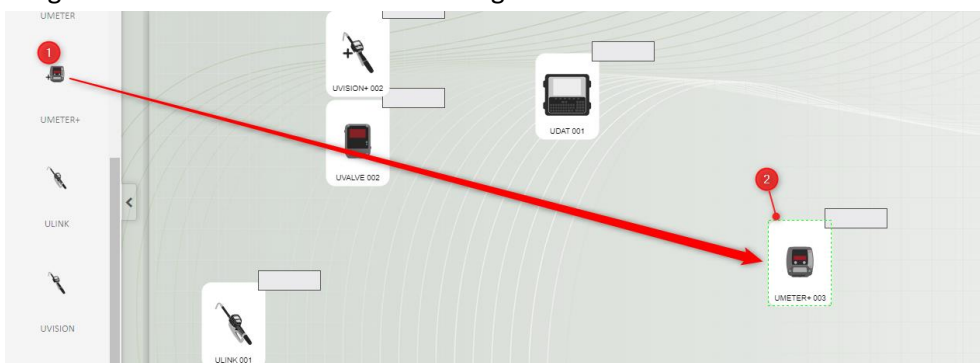 UMETER
1
UMETER+
ULINK
UVISION
UVISION+ 002
UVALVE 002
UDAT 001
2
UMETER+ 003
ULINK 001